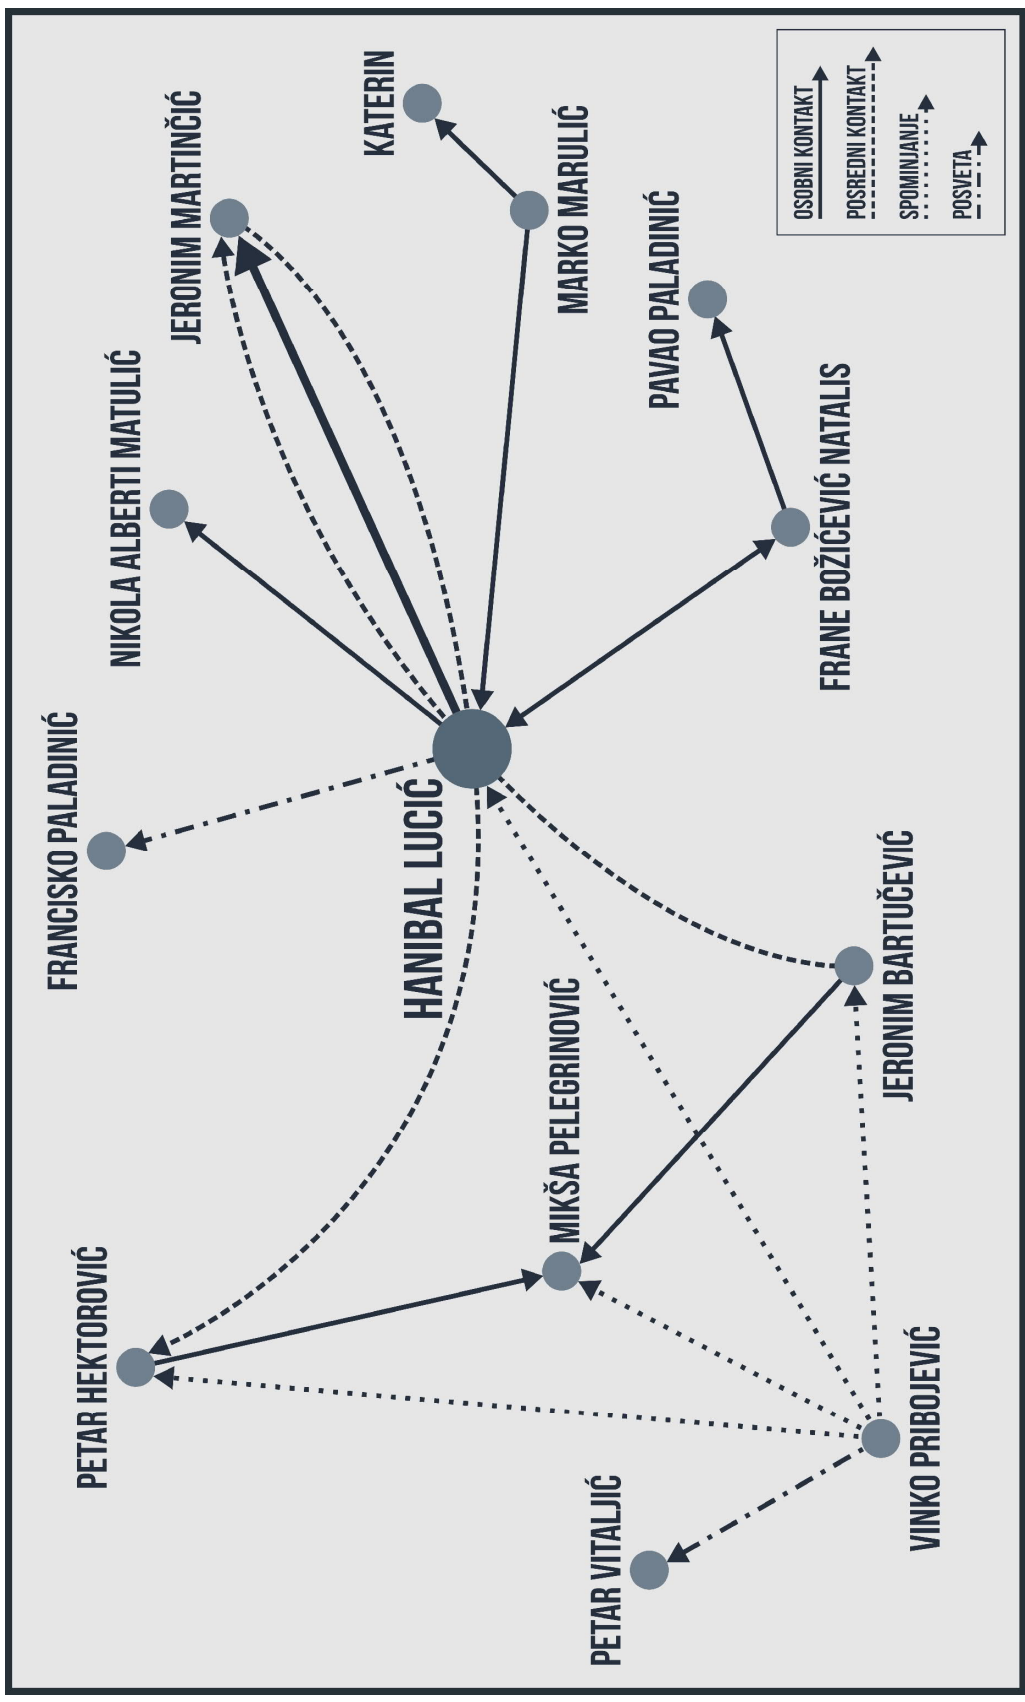 FRANCISKO PALADINIĆ
PETAR HEKTOROVIĆ
NIKOLA ALBERTI MATULIĆ
JERONIM MARTINČIĆ
KATERIN
HANIBAL LUCIĆ
MIKŠA PELEGRINOVIĆ
MARKO MARULIĆ
PETAR VITALJIĆ
PAVAO PALADINIĆ
FRANE BOŽIĆEVIĆ NATALIS
JERONIM BARTUČEVIĆ
VINKO PRIBOJEVIĆ
OSOBNI KONTAKT
POSREDNI KONTAKT
SPOMINJANJE
POSVETA